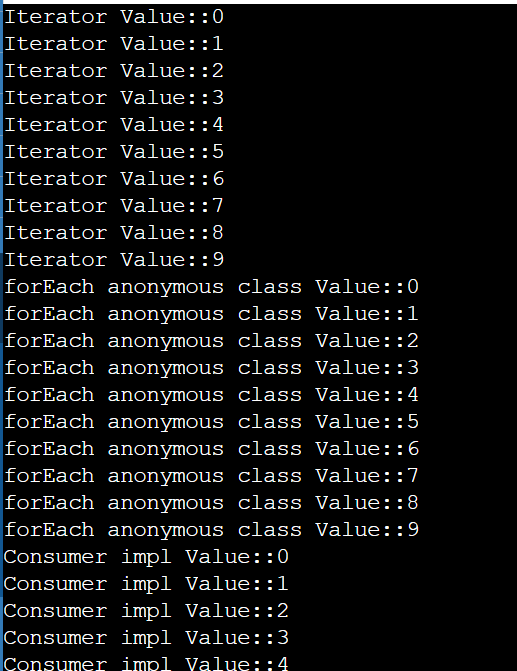 Iterator Value::0
Iterator Value::1
Iterator Value::2
Iterator Value::3
Iterator Value::4
Iterator Value::5
Iterator Value::6
Iterator Value::7
Iterator Value::8
Iterator Value::9
forEach anonymous class Value::0
forEach anonymous class Value::1
forEach anonymous class Value::2
forEach anonymous class Value::3
forEach anonymous class Value::4
forEach anonymous class Value::5
forEach anonymous class Value::6
forEach anonymous class Value::7
forEach anonymous class Value::8
forEach anonymous class Value::9
Consumer impl Value::0
Consumer impl Value::1
Consumer impl Value::2
Consumer impl Value::3
Consumer impl Value::4